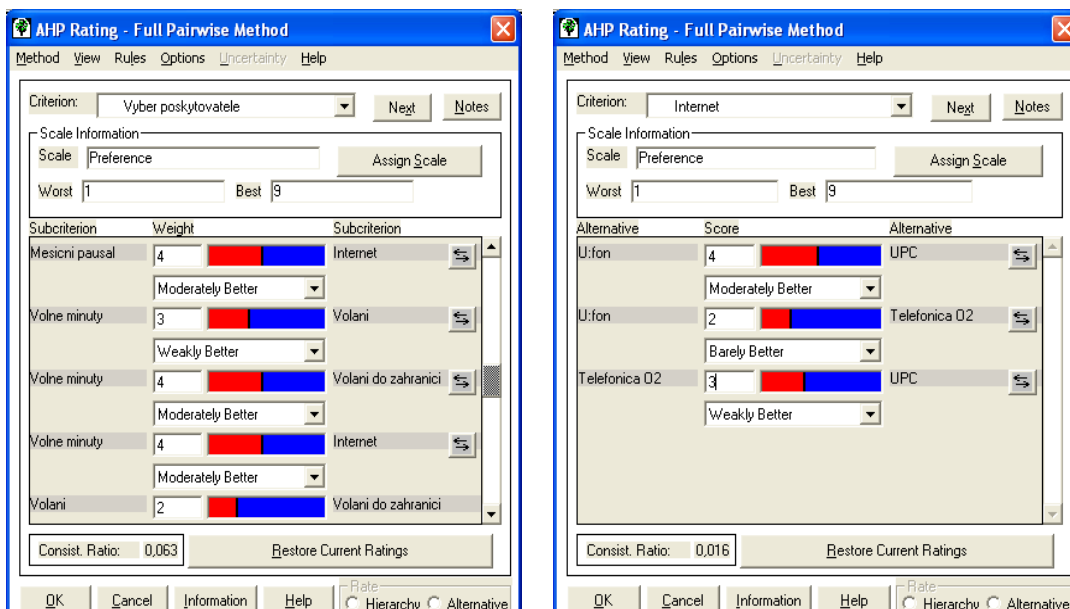 AHP Rating - Full Pairwise Method
Method View Rules Options Uncertainty Help
Criterion: Vyber poskytovatele Next Notes
Scale Information
Scale Preference Assign Scale
Worst 1 Best 9
Subcriterion Weight Subcriterion
Mesicni pausal 4 Internet
Moderately Better
Volne minuty 3 Volani
Weakly Better
Volne minuty 4 Volani do zahranici
Moderately Better
Volne minuty 4 Internet
Moderately Better
Volani 2 Volani do zahranici
Consist. Ratio: 0,063 Restore Current Ratings
Rate
OK Cancel Information Help Hierarchy Alternative
AHP Rating - Full Pairwise Method
Method View Rules Options Uncertainty Help
Criterion: Internet Next Notes
Scale Information
Scale Preference Assign Scale
Worst 1 Best 9
Alternative Score Alternative
U:fon 4 UPC
Moderately Better
U:fon 2 Telefonica O2
Barely Better
Telefonica O2 3 UPC
Weakly Better
Consist. Ratio: 0,016 Restore Current Ratings
Rate
OK Cancel Information Help Hierarchy Alternative